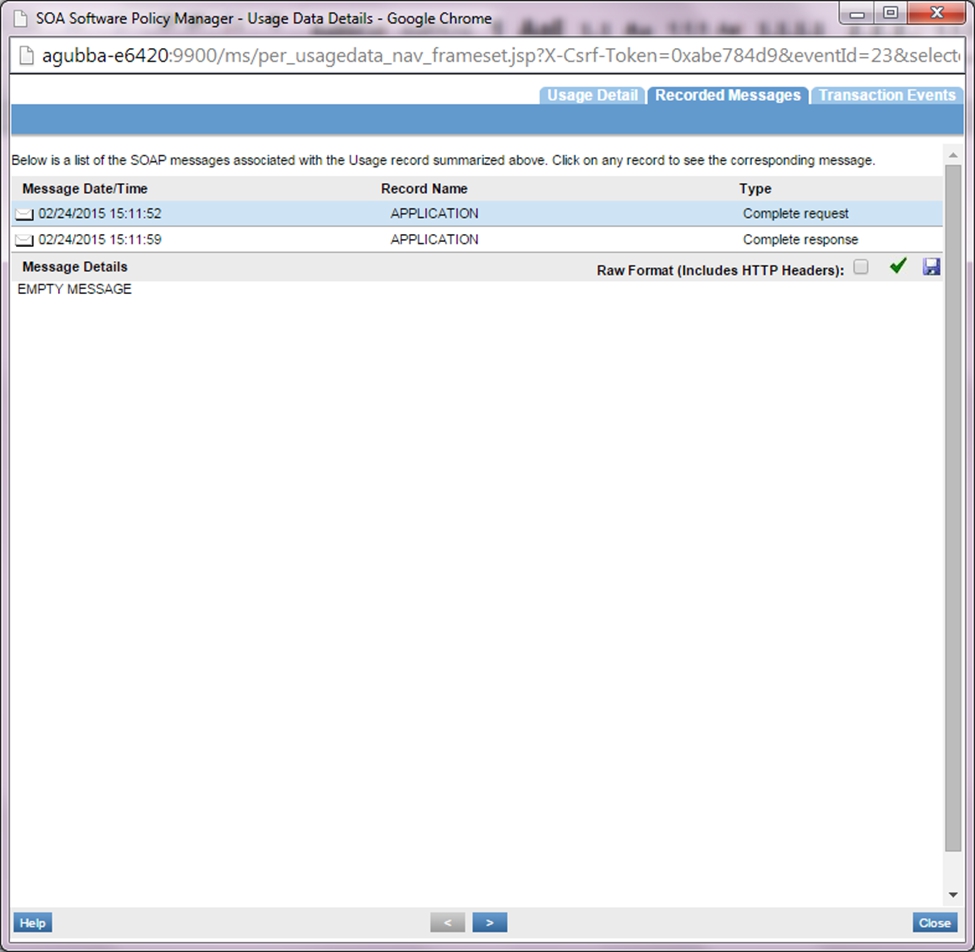 SOA Software Policy Manager - Usage Data Details - Google Chrome
agubba-e6420:9900/ms/per_usagedata_nav_frameset.jsp?X-Csrf-Token=0xabe784d9&eventId=23&selecte
Usage Detail Recorded Messages Transaction Events
Below is a list of the SOAP messages associated with the Usage record summarized above. Click on any record to see the corresponding message.
Message Date/Time Record Name Type
02/24/2015 15:11:52 APPLICATION Complete request
02/24/2015 15:11:59 APPLICATION Complete response
Message Details Raw Format (Includes HTTP Headers):
EMPTY MESSAGE
Help < > Close